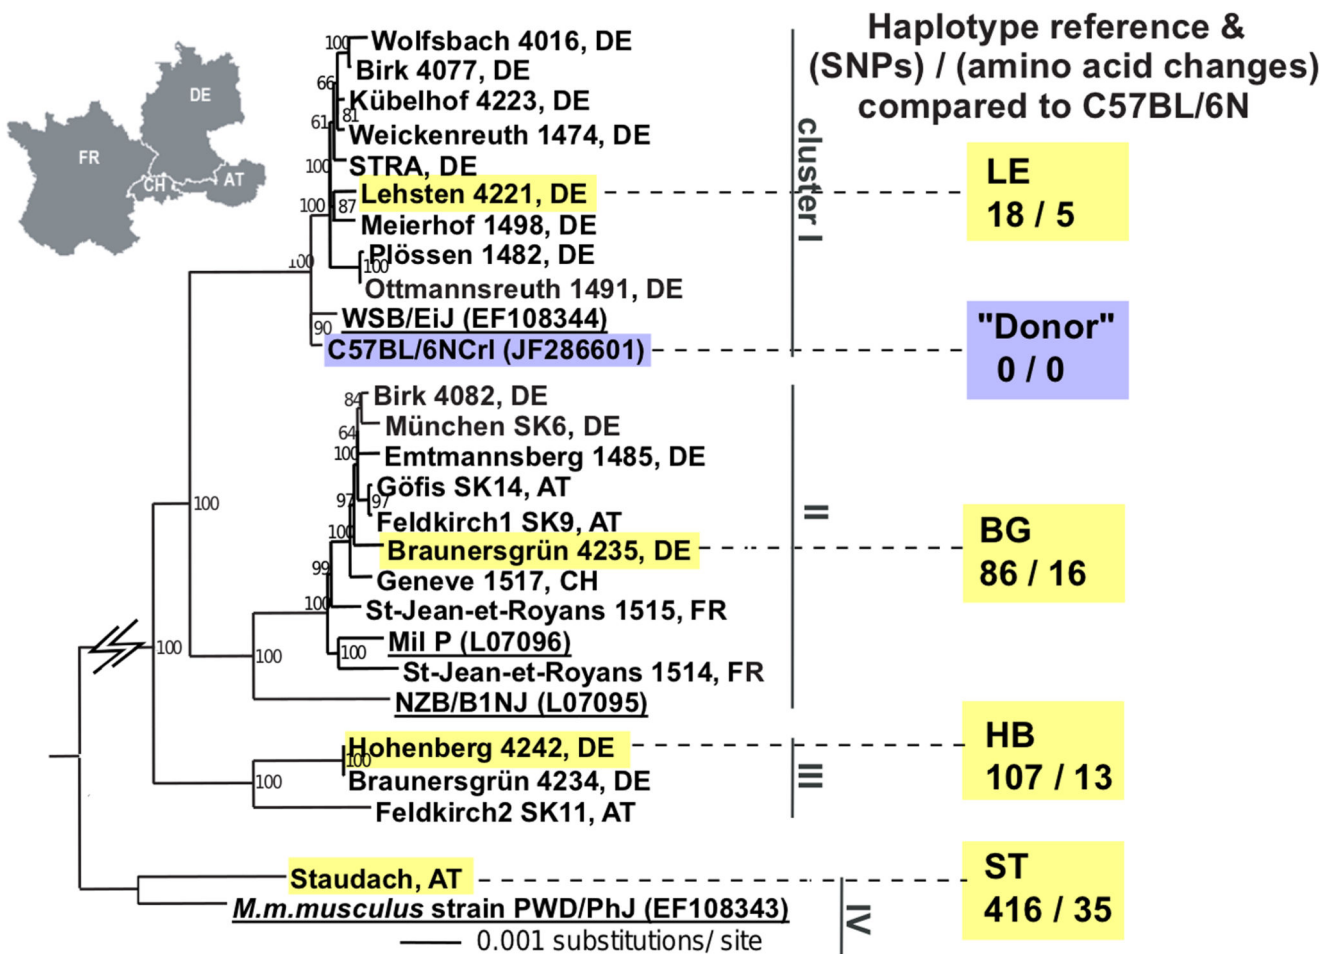 Haplotype reference &
(SNPs) / (amino acid changes)
compared to C57BL/6N
DE
FR
CH
AT
100
Wolfsbach 4016, DE
Birk 4077, DE
66
Kübelhof 4223, DE
81
61
Weickenreuth 1474, DE
100
STRA, DE
Lehsten 4221, DE
100
87
Meierhof 1498, DE
Plössen 1482, DE
100
100
Ottmannsreuth 1491, DE
WSB/EiJ (EF108344)
90
C57BL/6NCrl (JF286601)
cluster I
LE
18 / 5
"Donor"
0 / 0
84
Birk 4082, DE
München SK6, DE
64
100
Emtmannsberg 1485, DE
Göfis SK14, AT
97
97
Feldkirch1 SK9, AT
100
Braunersgrün 4235, DE
99
Geneve 1517, CH
100
St-Jean-et-Royans 1515, FR
Mil P (L07096)
100
St-Jean-et-Royans 1514, FR
100
NZB/B1NJ (L07095)
100
100
II
BG
86 / 16
Hohenberg 4242, DE
100
Braunersgrün 4234, DE
100
Feldkirch2 SK11, AT
III
HB
107 / 13
Staudach, AT
M.m.musculus strain PWD/PhJ (EF108343)
IV
ST
416 / 35
0.001 substitutions/ site